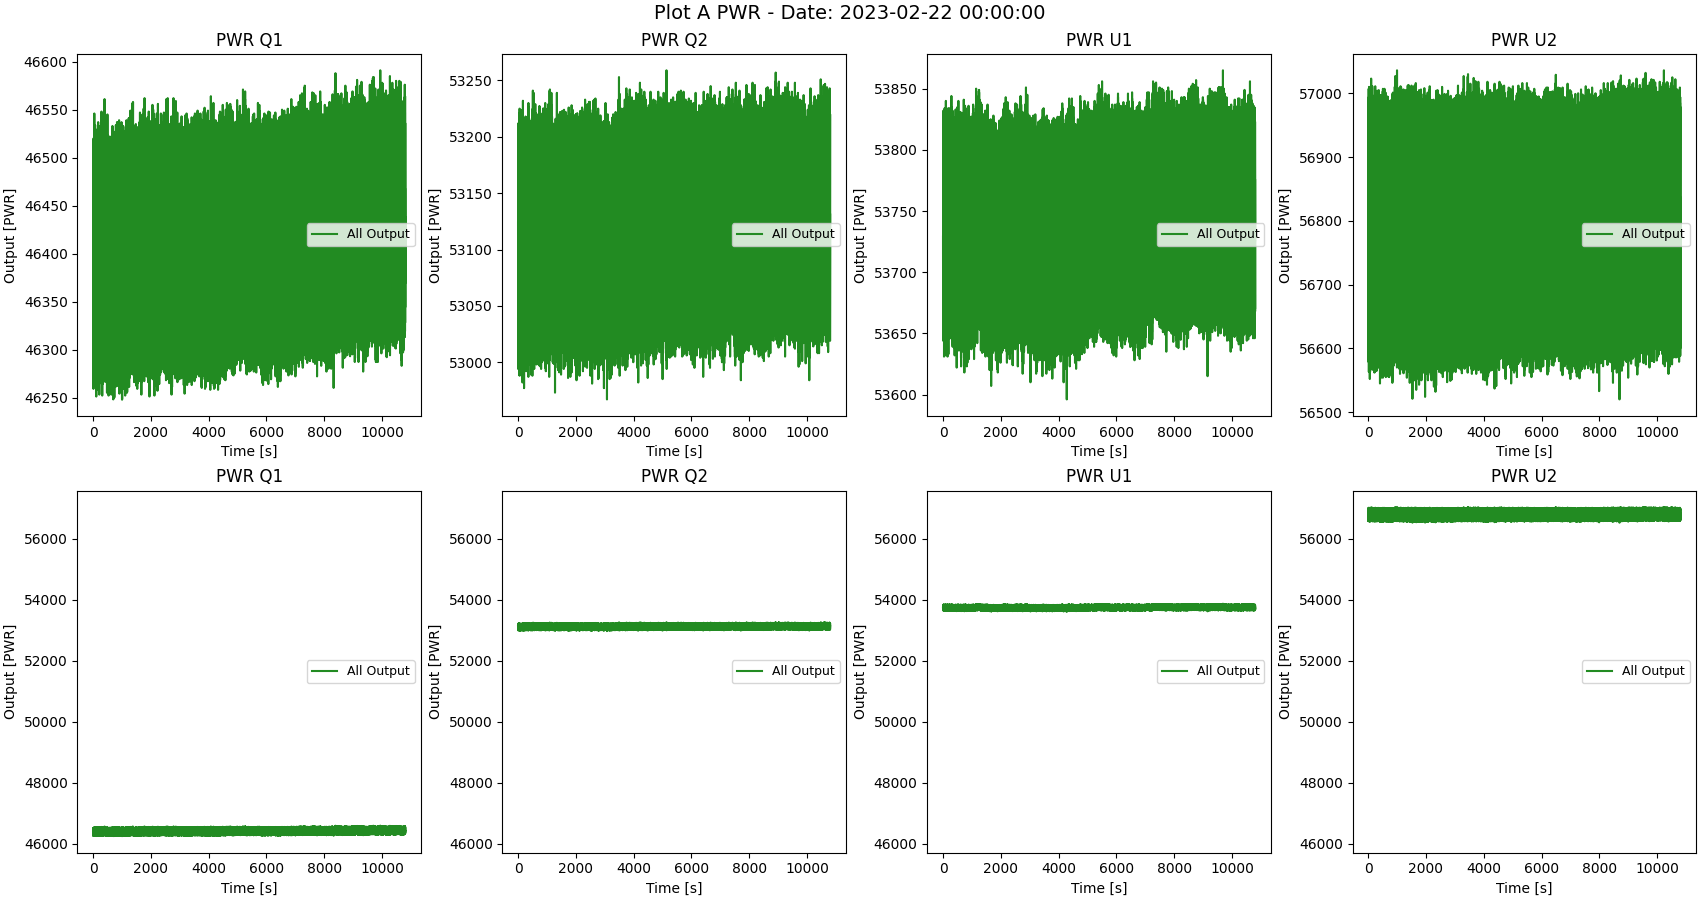 Plot A PWR - Date: 2023-02-22 00:00:00
PWR Q1
46600
46550
46500
46450
46400
46350
46300
46250
Output [PWR]
All Output
0 2000 4000 6000 8000 10000
Time [s]
PWR Q2
53250
53200
53150
53100
53050
53000
Output [PWR]
All Output
0 2000 4000 6000 8000 10000
Time [s]
PWR U1
53850
53800
53750
53700
53650
53600
Output [PWR]
All Output
0 2000 4000 6000 8000 10000
Time [s]
PWR U2
57000
56900
56800
56700
56600
56500
Output [PWR]
All Output
0 2000 4000 6000 8000 10000
Time [s]
PWR Q1
56000
54000
52000
50000
48000
46000
Output [PWR]
All Output
0 2000 4000 6000 8000 10000
Time [s]
PWR Q2
56000
54000
52000
50000
48000
46000
Output [PWR]
All Output
0 2000 4000 6000 8000 10000
Time [s]
PWR U1
56000
54000
52000
50000
48000
46000
Output [PWR]
All Output
0 2000 4000 6000 8000 10000
Time [s]
PWR U2
56000
54000
52000
50000
48000
46000
Output [PWR]
All Output
0 2000 4000 6000 8000 10000
Time [s]